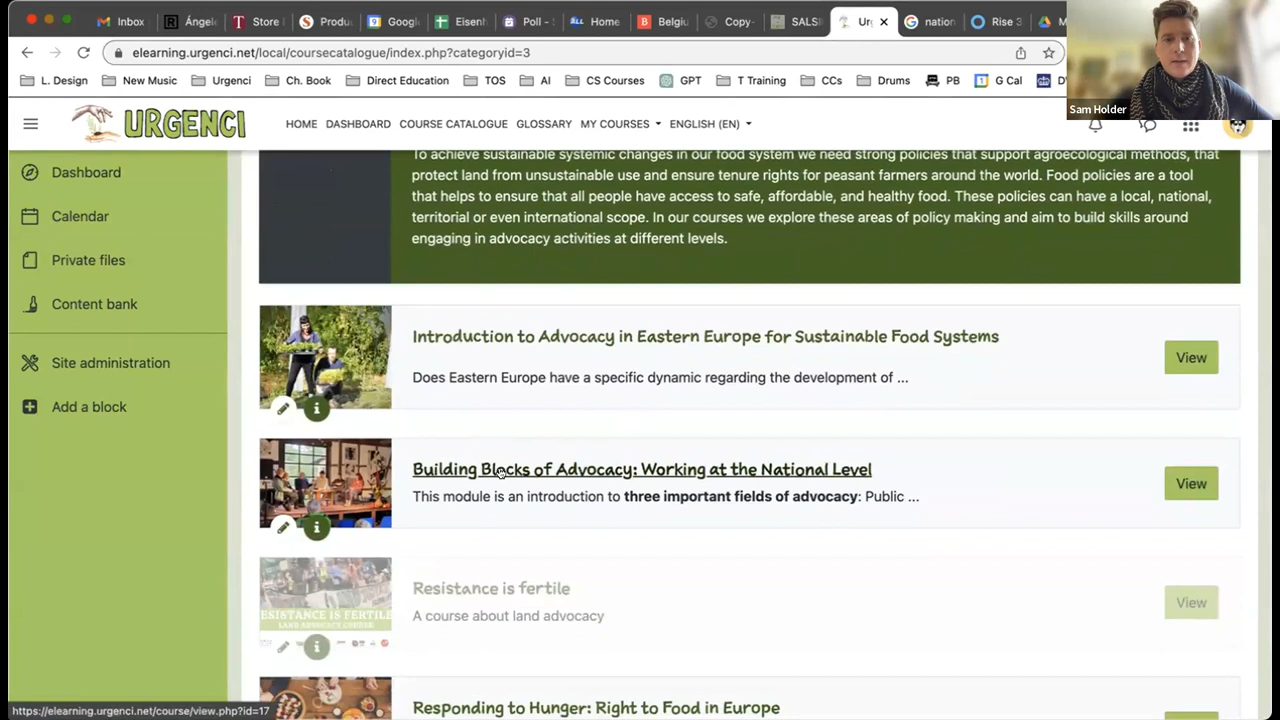 Inbox
Ángele
Store I
Produ
Google
Eisenh
Poll -
Home
Belgiu
Copy-
SALSI
Ur
nation
Rise 3
M
elearning.urgenci.net/local/coursecatalogue/index.php?categoryid=3
L. Design New Music Urgenci Ch. Book Direct Education TOS AI CS Courses GPT T Training CCs Drums PB G Cal
Sam Holder
URGENCI HOME DASHBOARD COURSE CATALOGUE GLOSSARY MY COURSES ENGLISH (EN)
Dashboard
Calendar
Private files
Content bank
Site administration
Add a block
To achieve sustainable systemic changes in our food system we need strong policies that support agroecological methods, that
protect land from unsustainable use and ensure tenure rights for peasant farmers around the world. Food policies are a tool
that helps to ensure that all people have access to safe, affordable, and healthy food. These policies can have a local, national,
territorial or even international scope. In our courses we explore these areas of policy making and aim to build skills around
engaging in advocacy activities at different levels.
Introduction to Advocacy in Eastern Europe for Sustainable Food Systems
Does Eastern Europe have a specific dynamic regarding the development of ...
View
Building Blocks of Advocacy: Working at the National Level
This module is an introduction to three important fields of advocacy: Public ...
View
RESISTANCE IS FERTILE
LAND ADVOCACY COURSE
Resistance is fertile
A course about land advocacy
View
Responding to Hunger: Right to Food in Europe
https://elearning.urgenci.net/course/view.php?id=17